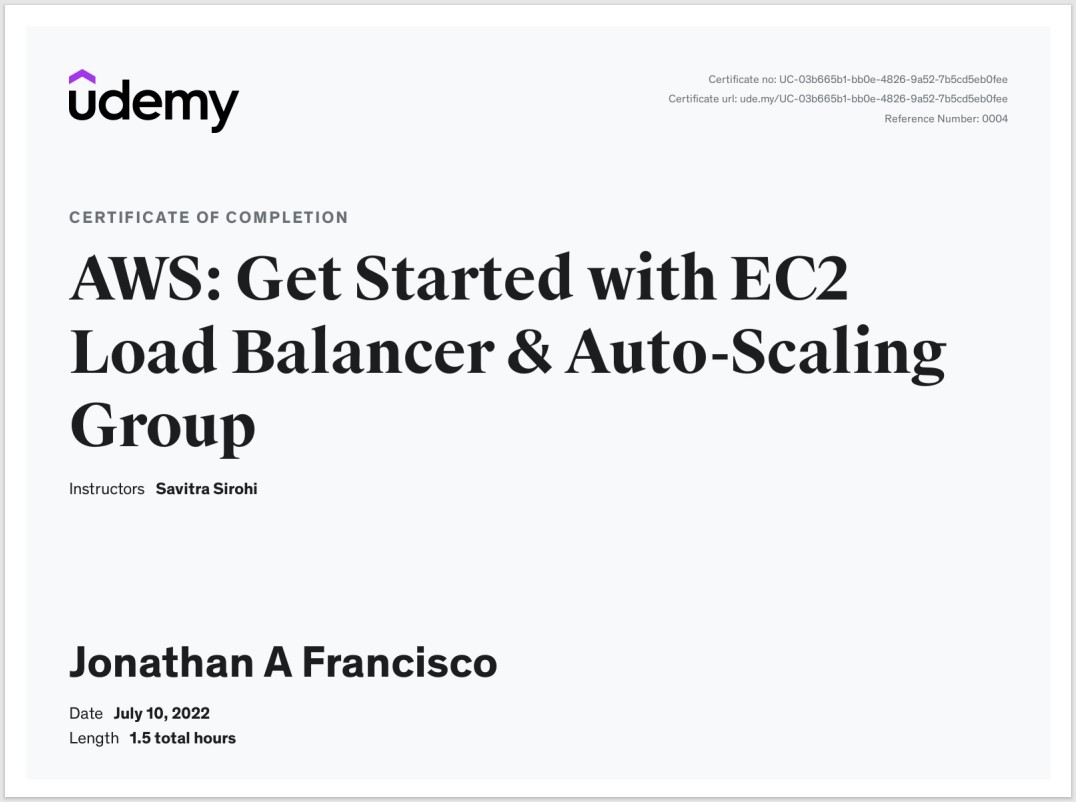 udemy
Certificate no: UC-03b665b1-bb0e-4826-9a52-7b5cd5eb0fee
Certificate url: ude.my/UC-03b665b1-bb0e-4826-9a52-7b5cd5eb0fee
Reference Number: 0004
CERTIFICATE OF COMPLETION
AWS: Get Started with EC2
Load Balancer & Auto-Scaling
Group
Instructors Savitra Sirohi
Jonathan A Francisco
Date July 10, 2022
Length 1.5 total hours